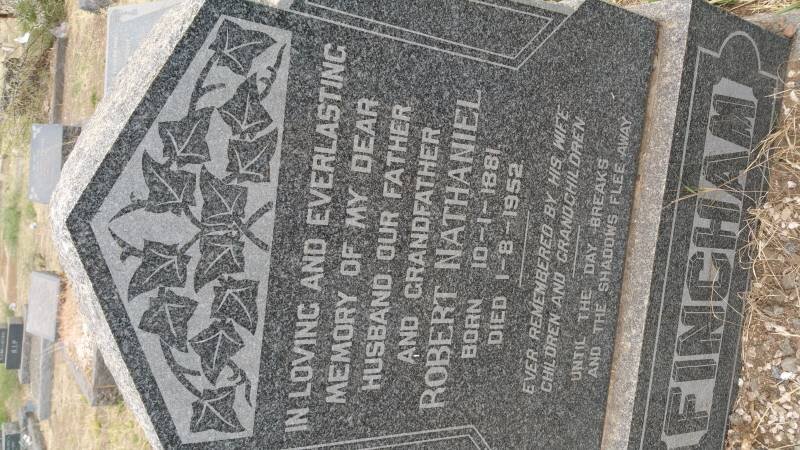 IN LOVING AND EVERLASTING
MEMORY OF MY DEAR
HUSBAND OUR FATHER
AND GRANDFATHER
ROBERT NATHANIEL
BORN 10-1-1881
DIED 1-8-1952
EVER REMEMBERED BY HIS WIFE
CHILDREN AND GRANDCHILDREN
UNTIL THE DAY BREAKS
AND THE SHADOWS FLEE AWAY
FINCHAM